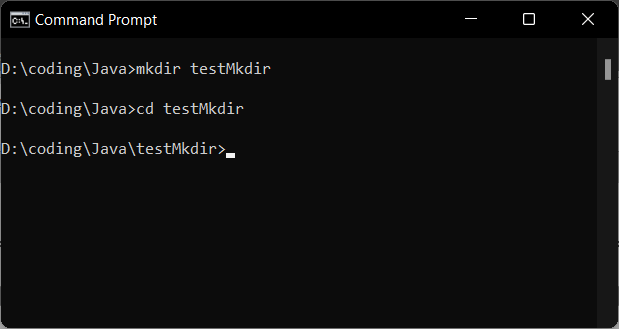 Command Prompt
D:\coding\Java>mkdir testMkdir
D:\coding\Java>cd testMkdir
D:\coding\Java\testMkdir>